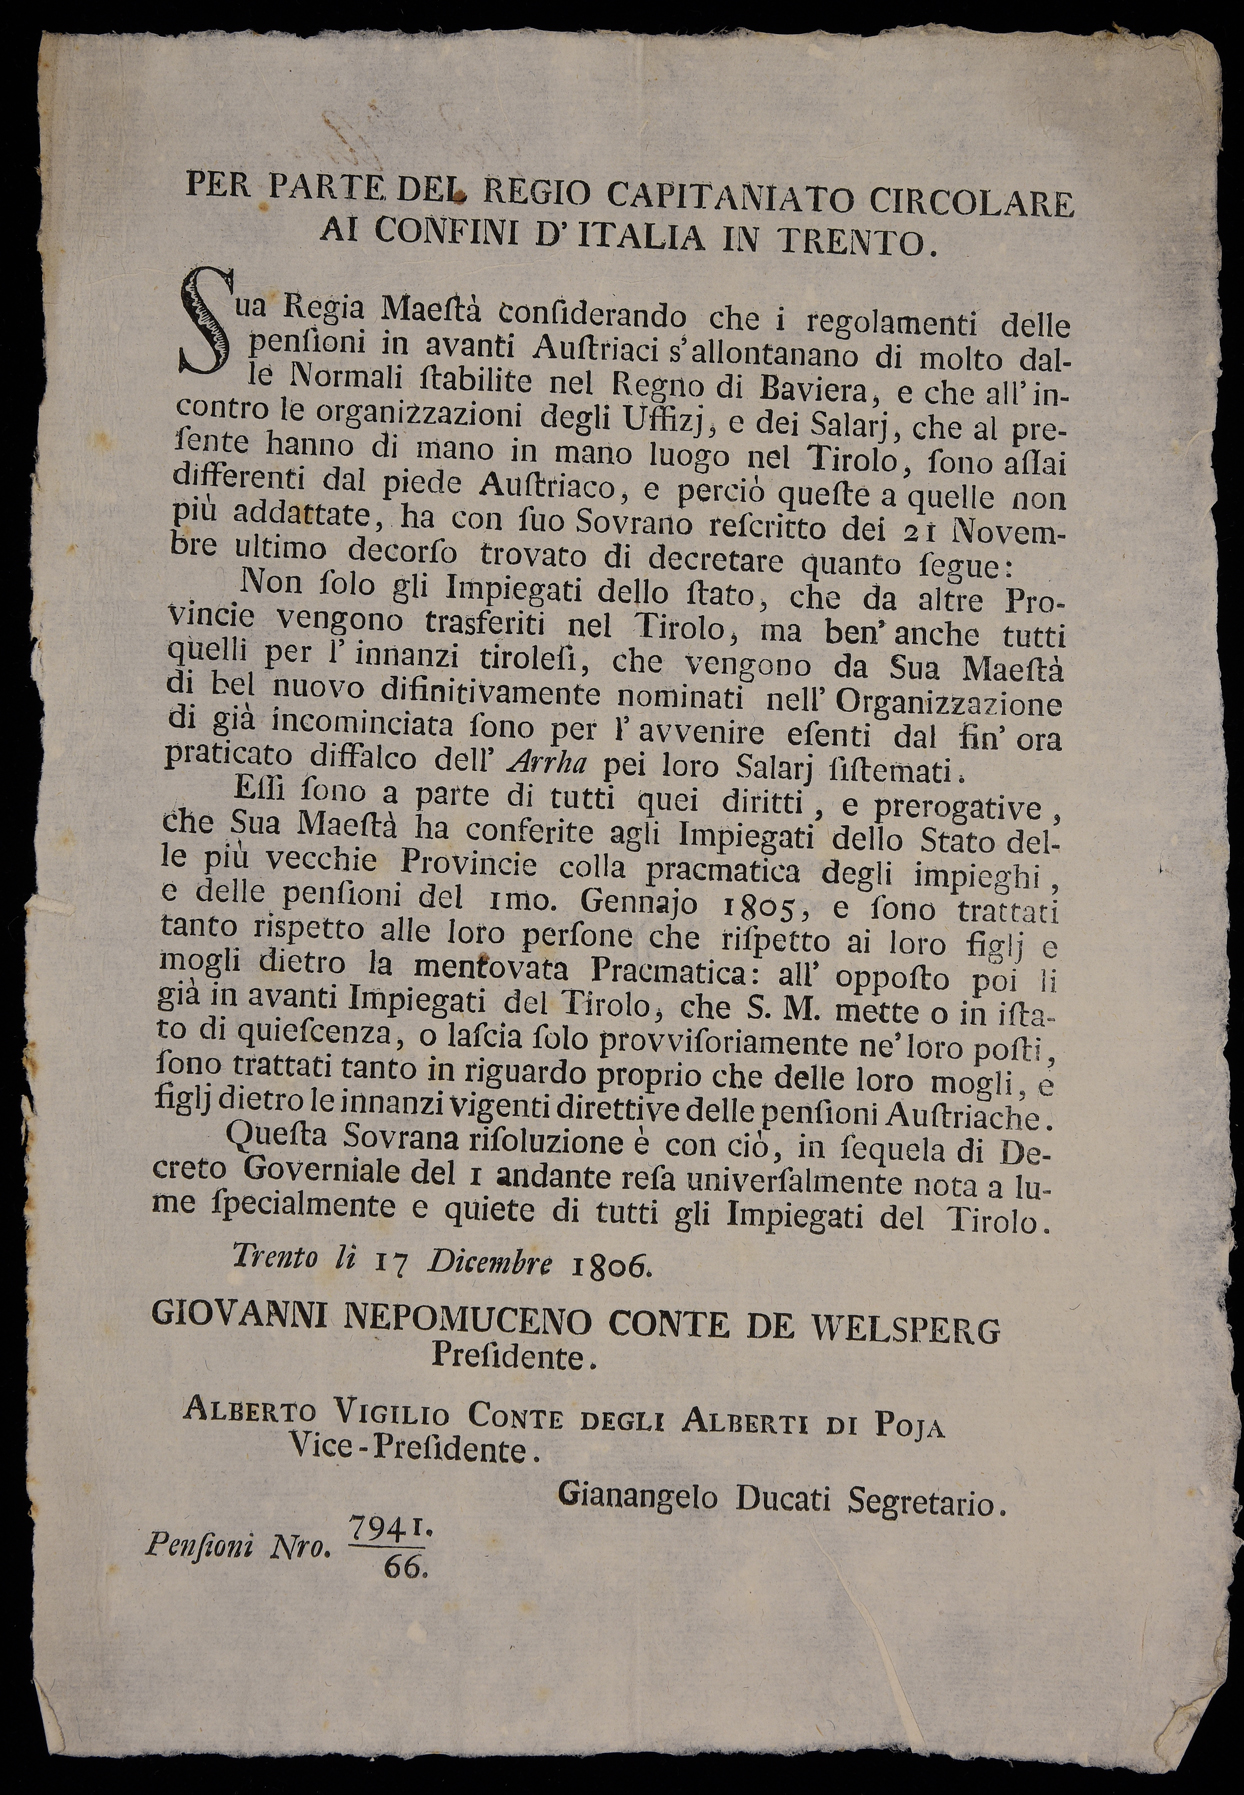 PER PARTE DEL REGIO CAPITANIATO CIRCOLARE
AI CONFINI D' ITALIA IN TRENTO.
Sua Regia Maeſtà conſiderando che i regolamenti delle
penſioni in avanti Auſtriaci s'allontanano di molto dal-
le Normali ſtabilite nel Regno di Baviera, e che all' in-
contro le organizzazioni degli Uffizj, e dei Salarj, che al pre-
ſente hanno di mano in mano luogo nel Tirolo, ſono aſſai
differenti dal piede Auſtriaco, e perciò queſte a quelle non
più addattate, ha con ſuo Sovrano reſcritto dei 21 Novem-
bre ultimo decorſo trovato di decretare quanto ſegue:
Non ſolo gli Impiegati dello ſtato, che da altre Pro-
vincie vengono trasferiti nel Tirolo, ma ben' anche tutti
quelli per l' innanzi tiroleſi, che vengono da Sua Maeſtà
di bel nuovo difinitivamente nominati nell' Organizzazione
di già incominciata ſono per l' avvenire eſenti dal fin' ora
praticato diffalco dell' Arrha pei loro Salarj ſiſtemati.
Eſſi ſono a parte di tutti quei diritti, e prerogative,
che Sua Maeſtà ha conferite agli Impiegati dello Stato del-
le più vecchie Provincie colla pracmatica degli impieghi,
e delle penſioni del 1mo. Gennajo 1805, e ſono trattati
tanto rispetto alle loro perſone che riſpetto ai loro figlj e
mogli dietro la mentovata Pracmatica: all' oppoſto poi li
già in avanti Impiegati del Tirolo, che S. M. mette o in iſta-
to di quieſcenza, o laſcia ſolo provviſoriamente ne' loro poſti,
ſono trattati tanto in riguardo proprio che delle loro mogli, e
figlj dietro le innanzi vigenti direttive delle penſioni Auſtriache.
Queſta Sovrana riſoluzione è con ciò, in ſequela di De-
creto Governiale del 1 andante reſa univerſalmente nota a lu-
me ſpecialmente e quiete di tutti gli Impiegati del Tirolo.
Trento li 17 Dicembre 1806.
GIOVANNI NEPOMUCENO CONTE DE WELSPERG
Preſidente.
ALBERTO VIGILIO CONTE DEGLI ALBERTI DI POJA
Vice-Preſidente.
Gianangelo Ducati Segretario.
Penſioni Nro. 7941.
66.